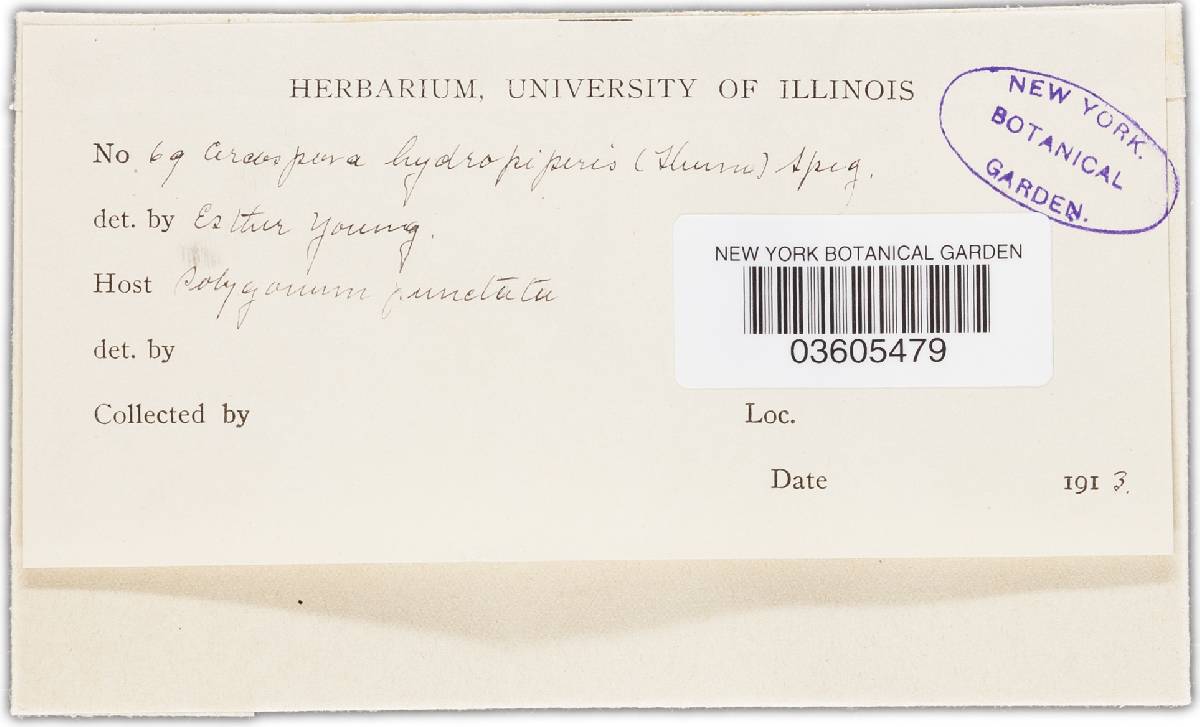 HERBARIUM, UNIVERSITY OF ILLINOIS
NEW YORK.
BOTANICAL
GARDEN.
No. 69 Cercospora hydropiperis (Thum) Speg.
det. by Esther Young.
Host Polygonum punctata
NEW YORK BOTANICAL GARDEN
03605479
det. by
Collected by
Loc.
Date 1913.